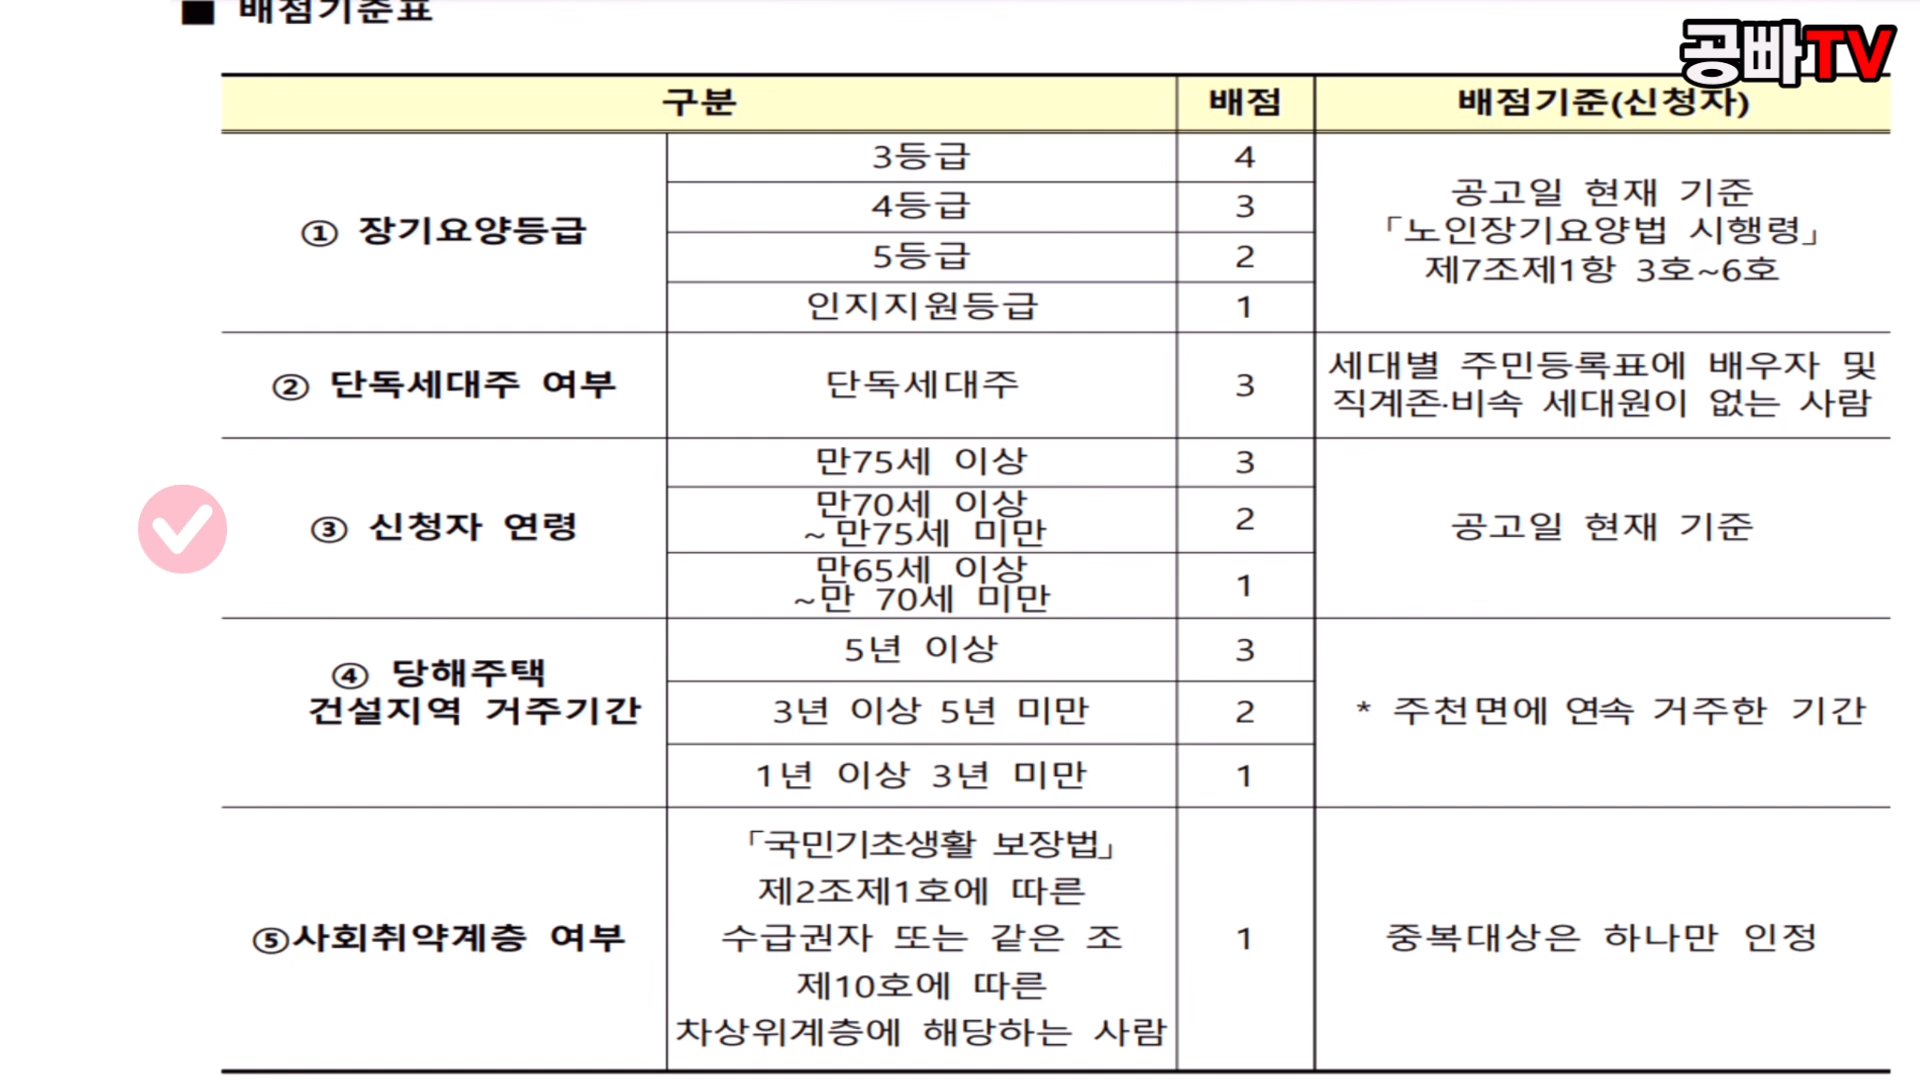 ■ 배점기준표
공빠TV
구분 배점 배점기준(신청자)
① 장기요양등급
3등급 4
4등급 3
5등급 2
인지지원등급 1
공고일 현재 기준
「노인장기요양법 시행령」
제7조제1항 3호~6호
② 단독세대주 여부
단독세대주 3
세대별 주민등록표에 배우자 및
직계존·비속 세대원이 없는 사람
③ 신청자 연령
만75세 이상 3
만70세 이상
~만75세 미만 2
만65세 이상
~만 70세 미만 1
공고일 현재 기준
④ 당해주택
건설지역 거주기간
5년 이상 3
3년 이상 5년 미만 2
1년 이상 3년 미만 1
* 주천면에 연속 거주한 기간
⑤사회취약계층 여부
「국민기초생활 보장법」
제2조제1호에 따른
수급권자 또는 같은 조
제10호에 따른
차상위계층에 해당하는 사람
1
중복대상은 하나만 인정